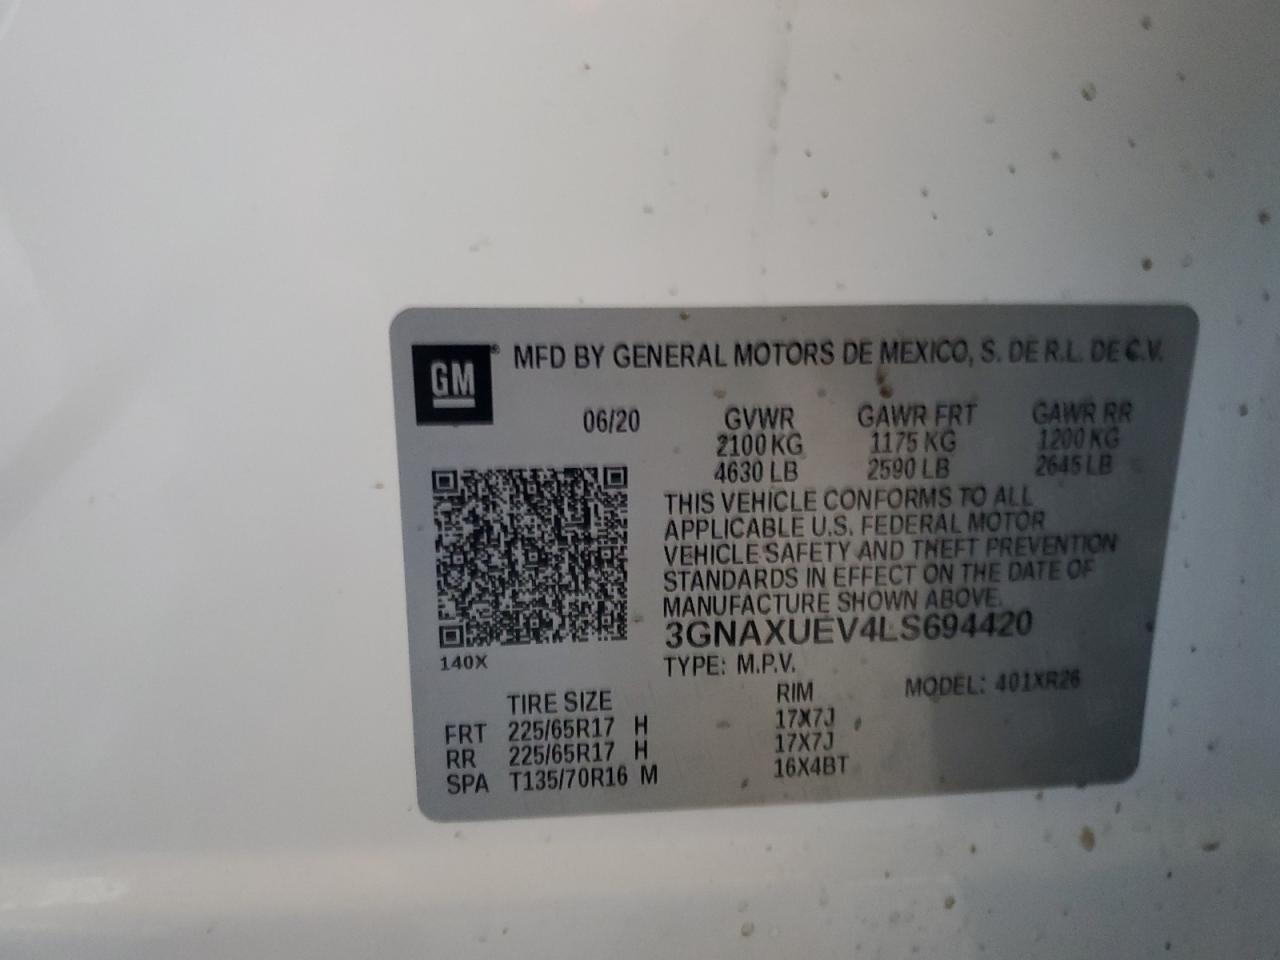 GM® MFD BY GENERAL MOTORS DE MEXICO, S. DE R.L. DE C.V.
06/20 GVWR GAWR FRT GAWR RR
2100 KG 1175 KG 1200 KG
4630 LB 2590 LB 2645 LB
THIS VEHICLE CONFORMS TO ALL
APPLICABLE U.S. FEDERAL MOTOR
VEHICLE SAFETY AND THEFT PREVENTION
STANDARDS IN EFFECT ON THE DATE OF
MANUFACTURE SHOWN ABOVE.
3GNAXUEV4LS694420
140X TYPE: M.P.V.
MODEL: 401XR26
TIRE SIZE RIM
FRT 225/65R17 H 17X7J
RR 225/65R17 H 17X7J
SPA T135/70R16 M 16X4BT